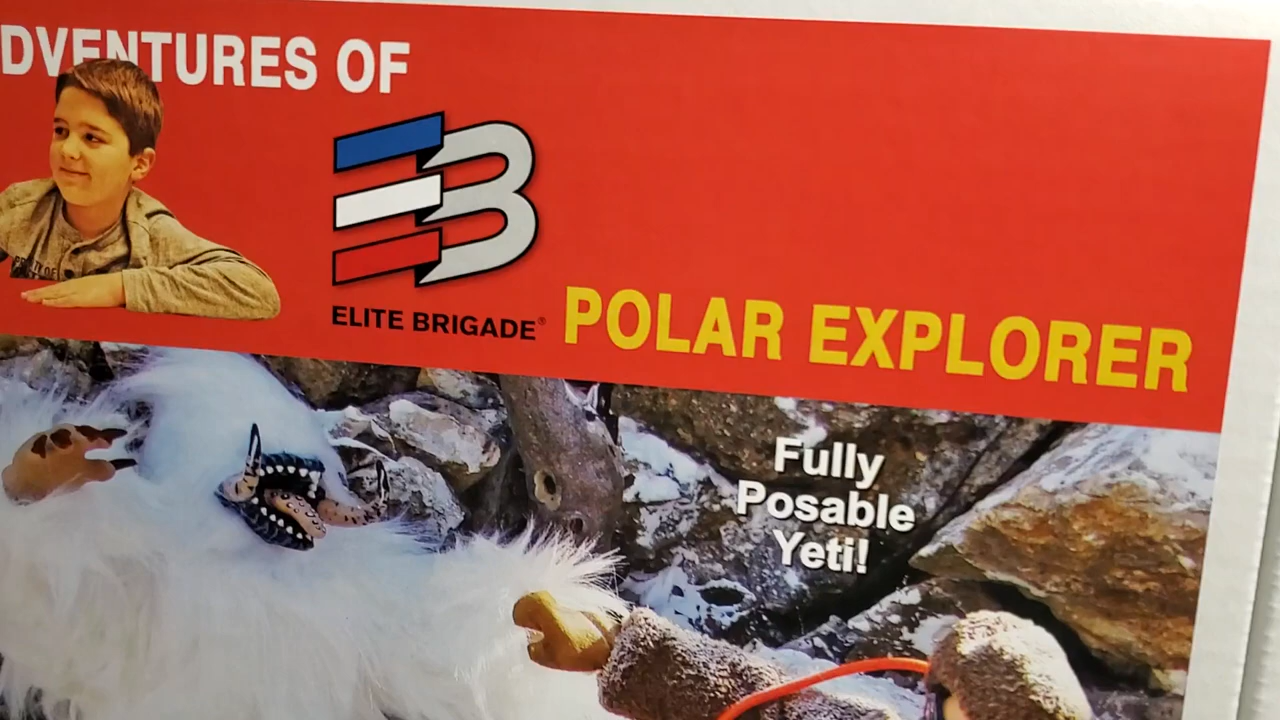 DVENTURES OF
ELITE BRIGADE®
POLAR EXPLORER
Fully
Posable
Yeti!